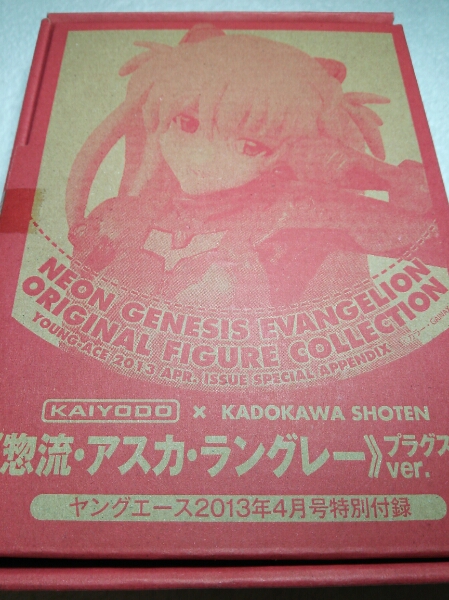 NEON GENESIS EVANGELION
ORIGINAL FIGURE COLLECTION
YOUNG-ACE 2013 APR. ISSUE SPECIAL APPENDIX
KAIYODO × KADOKAWA SHOTEN
《惣流・アスカ・ラングレー》プラグス
ver.
ヤングエース2013年4月号特別付録